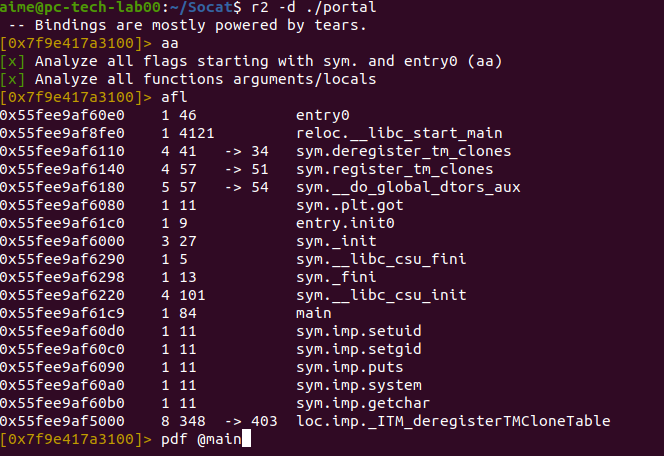 aime@pc-tech-lab00:~/Socat$ r2 -d ./portal
 -- Bindings are mostly powered by tears.
[0x7f9e417a3100]> aa
[x] Analyze all flags starting with sym. and entry0 (aa)
[x] Analyze all functions arguments/locals
[0x7f9e417a3100]> afl
0x55fee9af60e0    1 46           entry0
0x55fee9af8fe0    1 4121         reloc.__libc_start_main
0x55fee9af6110    4 41   -> 34   sym.deregister_tm_clones
0x55fee9af6140    4 57   -> 51   sym.register_tm_clones
0x55fee9af6180    5 57   -> 54   sym.__do_global_dtors_aux
0x55fee9af6080    1 11           sym..plt.got
0x55fee9af61c0    1 9            entry.init0
0x55fee9af6000    3 27           sym._init
0x55fee9af6290    1 5            sym.__libc_csu_fini
0x55fee9af6298    1 13           sym._fini
0x55fee9af6220    4 101          sym.__libc_csu_init
0x55fee9af61c9    1 84           main
0x55fee9af60d0    1 11           sym.imp.setuid
0x55fee9af60c0    1 11           sym.imp.setgid
0x55fee9af6090    1 11           sym.imp.puts
0x55fee9af60a0    1 11           sym.imp.system
0x55fee9af60b0    1 11           sym.imp.getchar
0x55fee9af5000    8 348  -> 403  loc.imp._ITM_deregisterTMCloneTable
[0x7f9e417a3100]> pdf @main